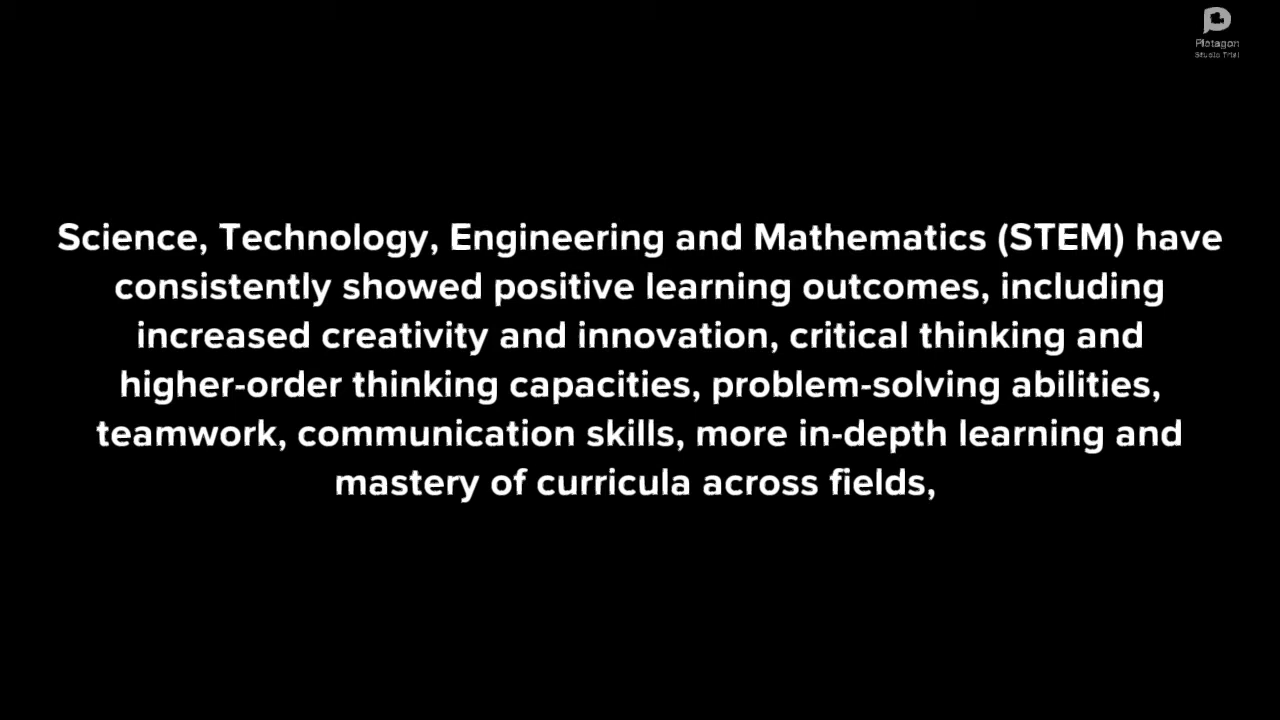 Plotagon
Studio Trial
Science, Technology, Engineering and Mathematics (STEM) have
consistently showed positive learning outcomes, including
increased creativity and innovation, critical thinking and
higher-order thinking capacities, problem-solving abilities,
teamwork, communication skills, more in-depth learning and
mastery of curricula across fields,